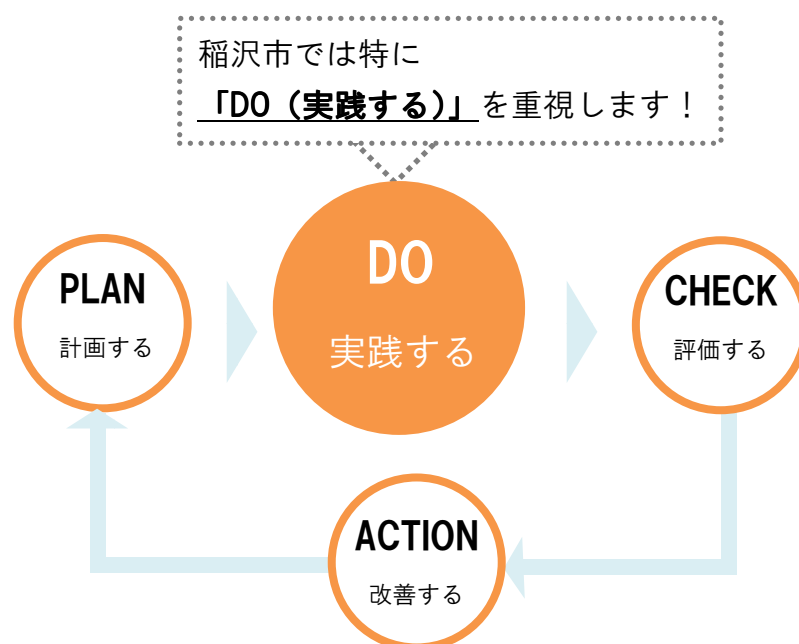 稲沢市では特に
「DO（実践する）」を重視します！
DO
実践する
PLAN
計画する
CHECK
評価する
ACTION
改善する